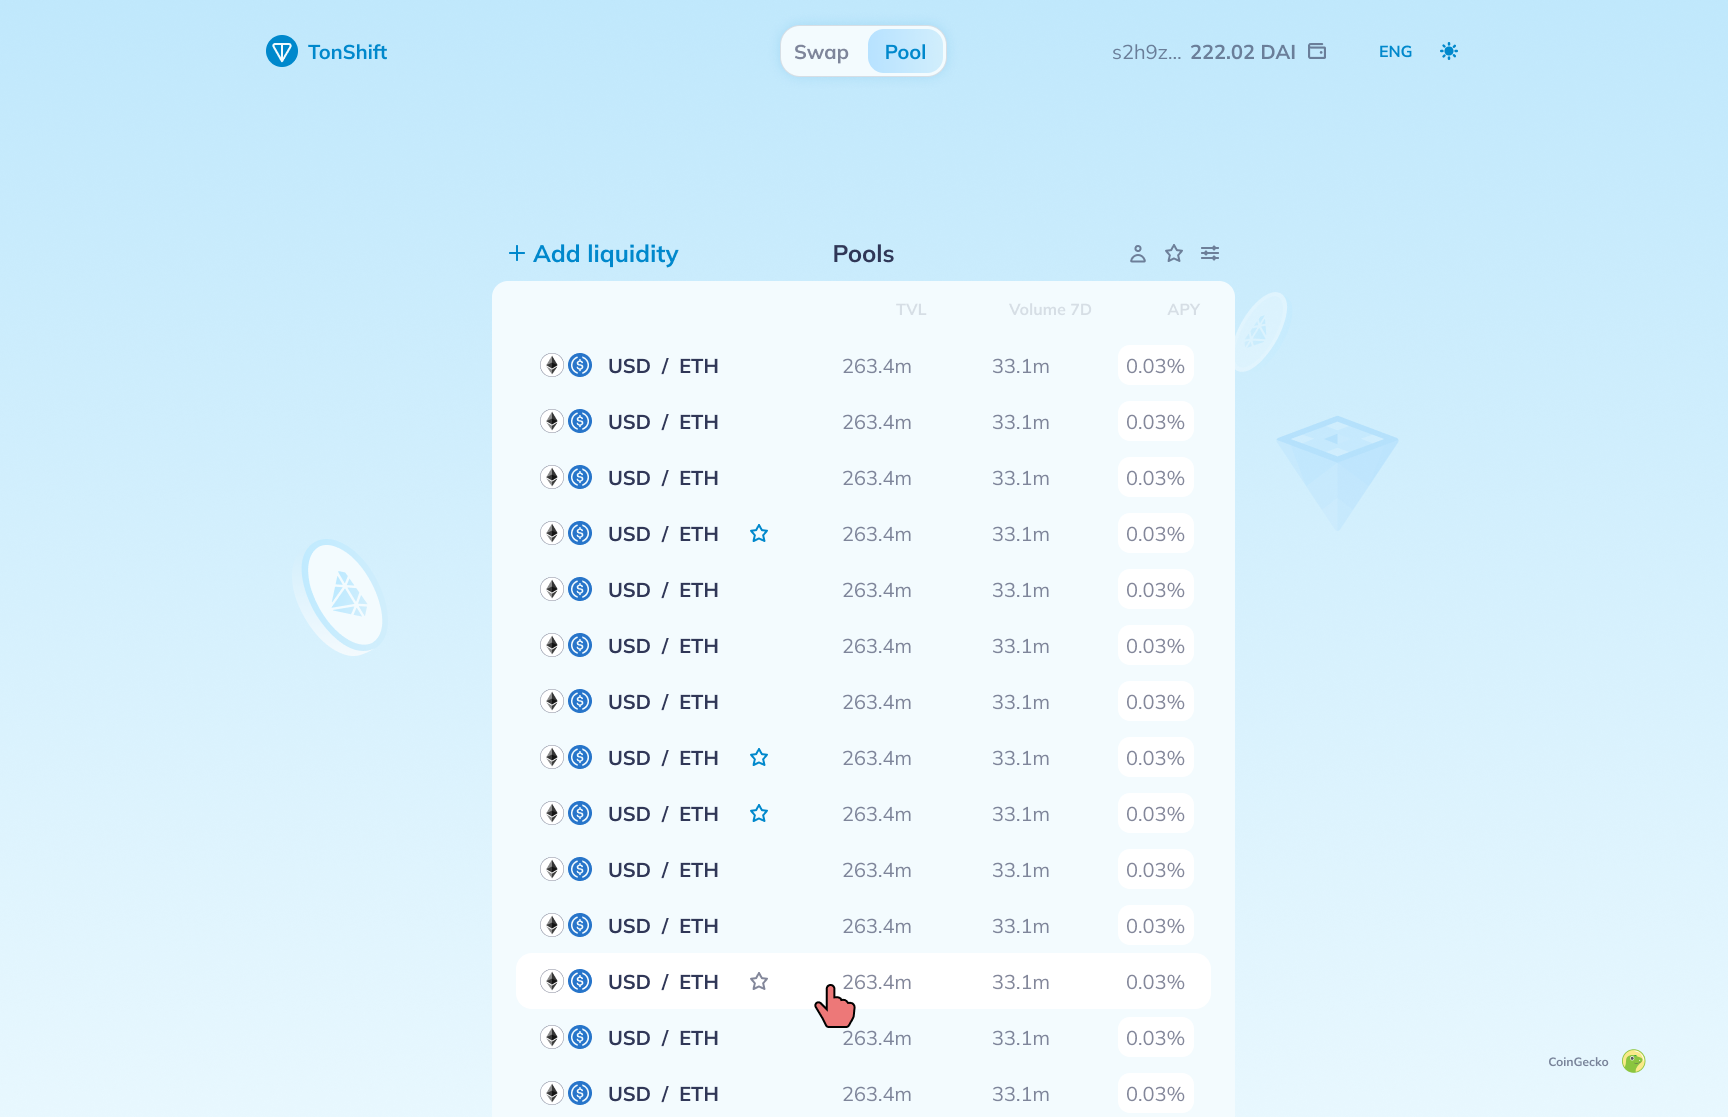 TonShift Swap Pool s2h9z... 222.02 DAI ENG
+ Add liquidity Pools
TVL Volume 7D APY
USD / ETH 263.4m 33.1m 0.03%
USD / ETH 263.4m 33.1m 0.03%
USD / ETH 263.4m 33.1m 0.03%
USD / ETH 263.4m 33.1m 0.03%
USD / ETH 263.4m 33.1m 0.03%
USD / ETH 263.4m 33.1m 0.03%
USD / ETH 263.4m 33.1m 0.03%
USD / ETH 263.4m 33.1m 0.03%
USD / ETH 263.4m 33.1m 0.03%
USD / ETH 263.4m 33.1m 0.03%
USD / ETH 263.4m 33.1m 0.03%
USD / ETH 263.4m 33.1m 0.03%
USD / ETH 263.4m 33.1m 0.03%
CoinGecko
USD / ETH 263.4m 33.1m 0.03%